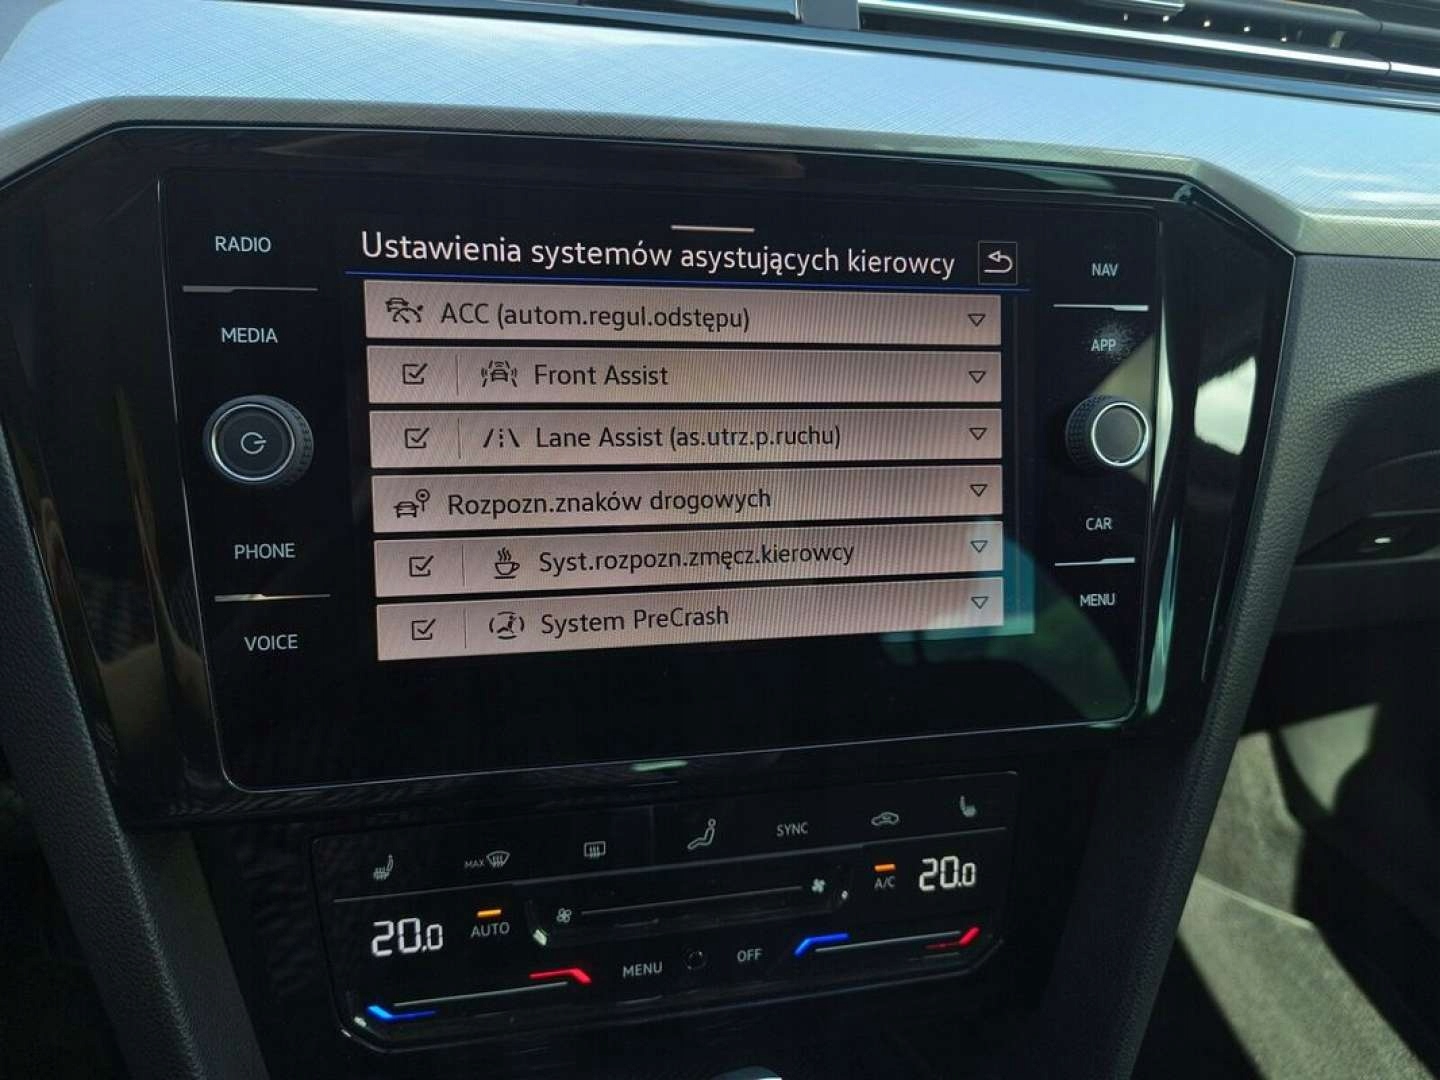 RADIO
MEDIA
PHONE
VOICE
Ustawienia systemów asystujących kierowcy
ACC (autom.regul.odstępu)
Front Assist
Lane Assist (as.utrz.p.ruchu)
Rozpozn.znaków drogowych
Syst.rozpozn.zmęcz.kierowcy
System PreCrash
NAV
APP
CAR
MENU
MAX
SYNC
20.0
AUTO
A/C
20.0
MENU
OFF